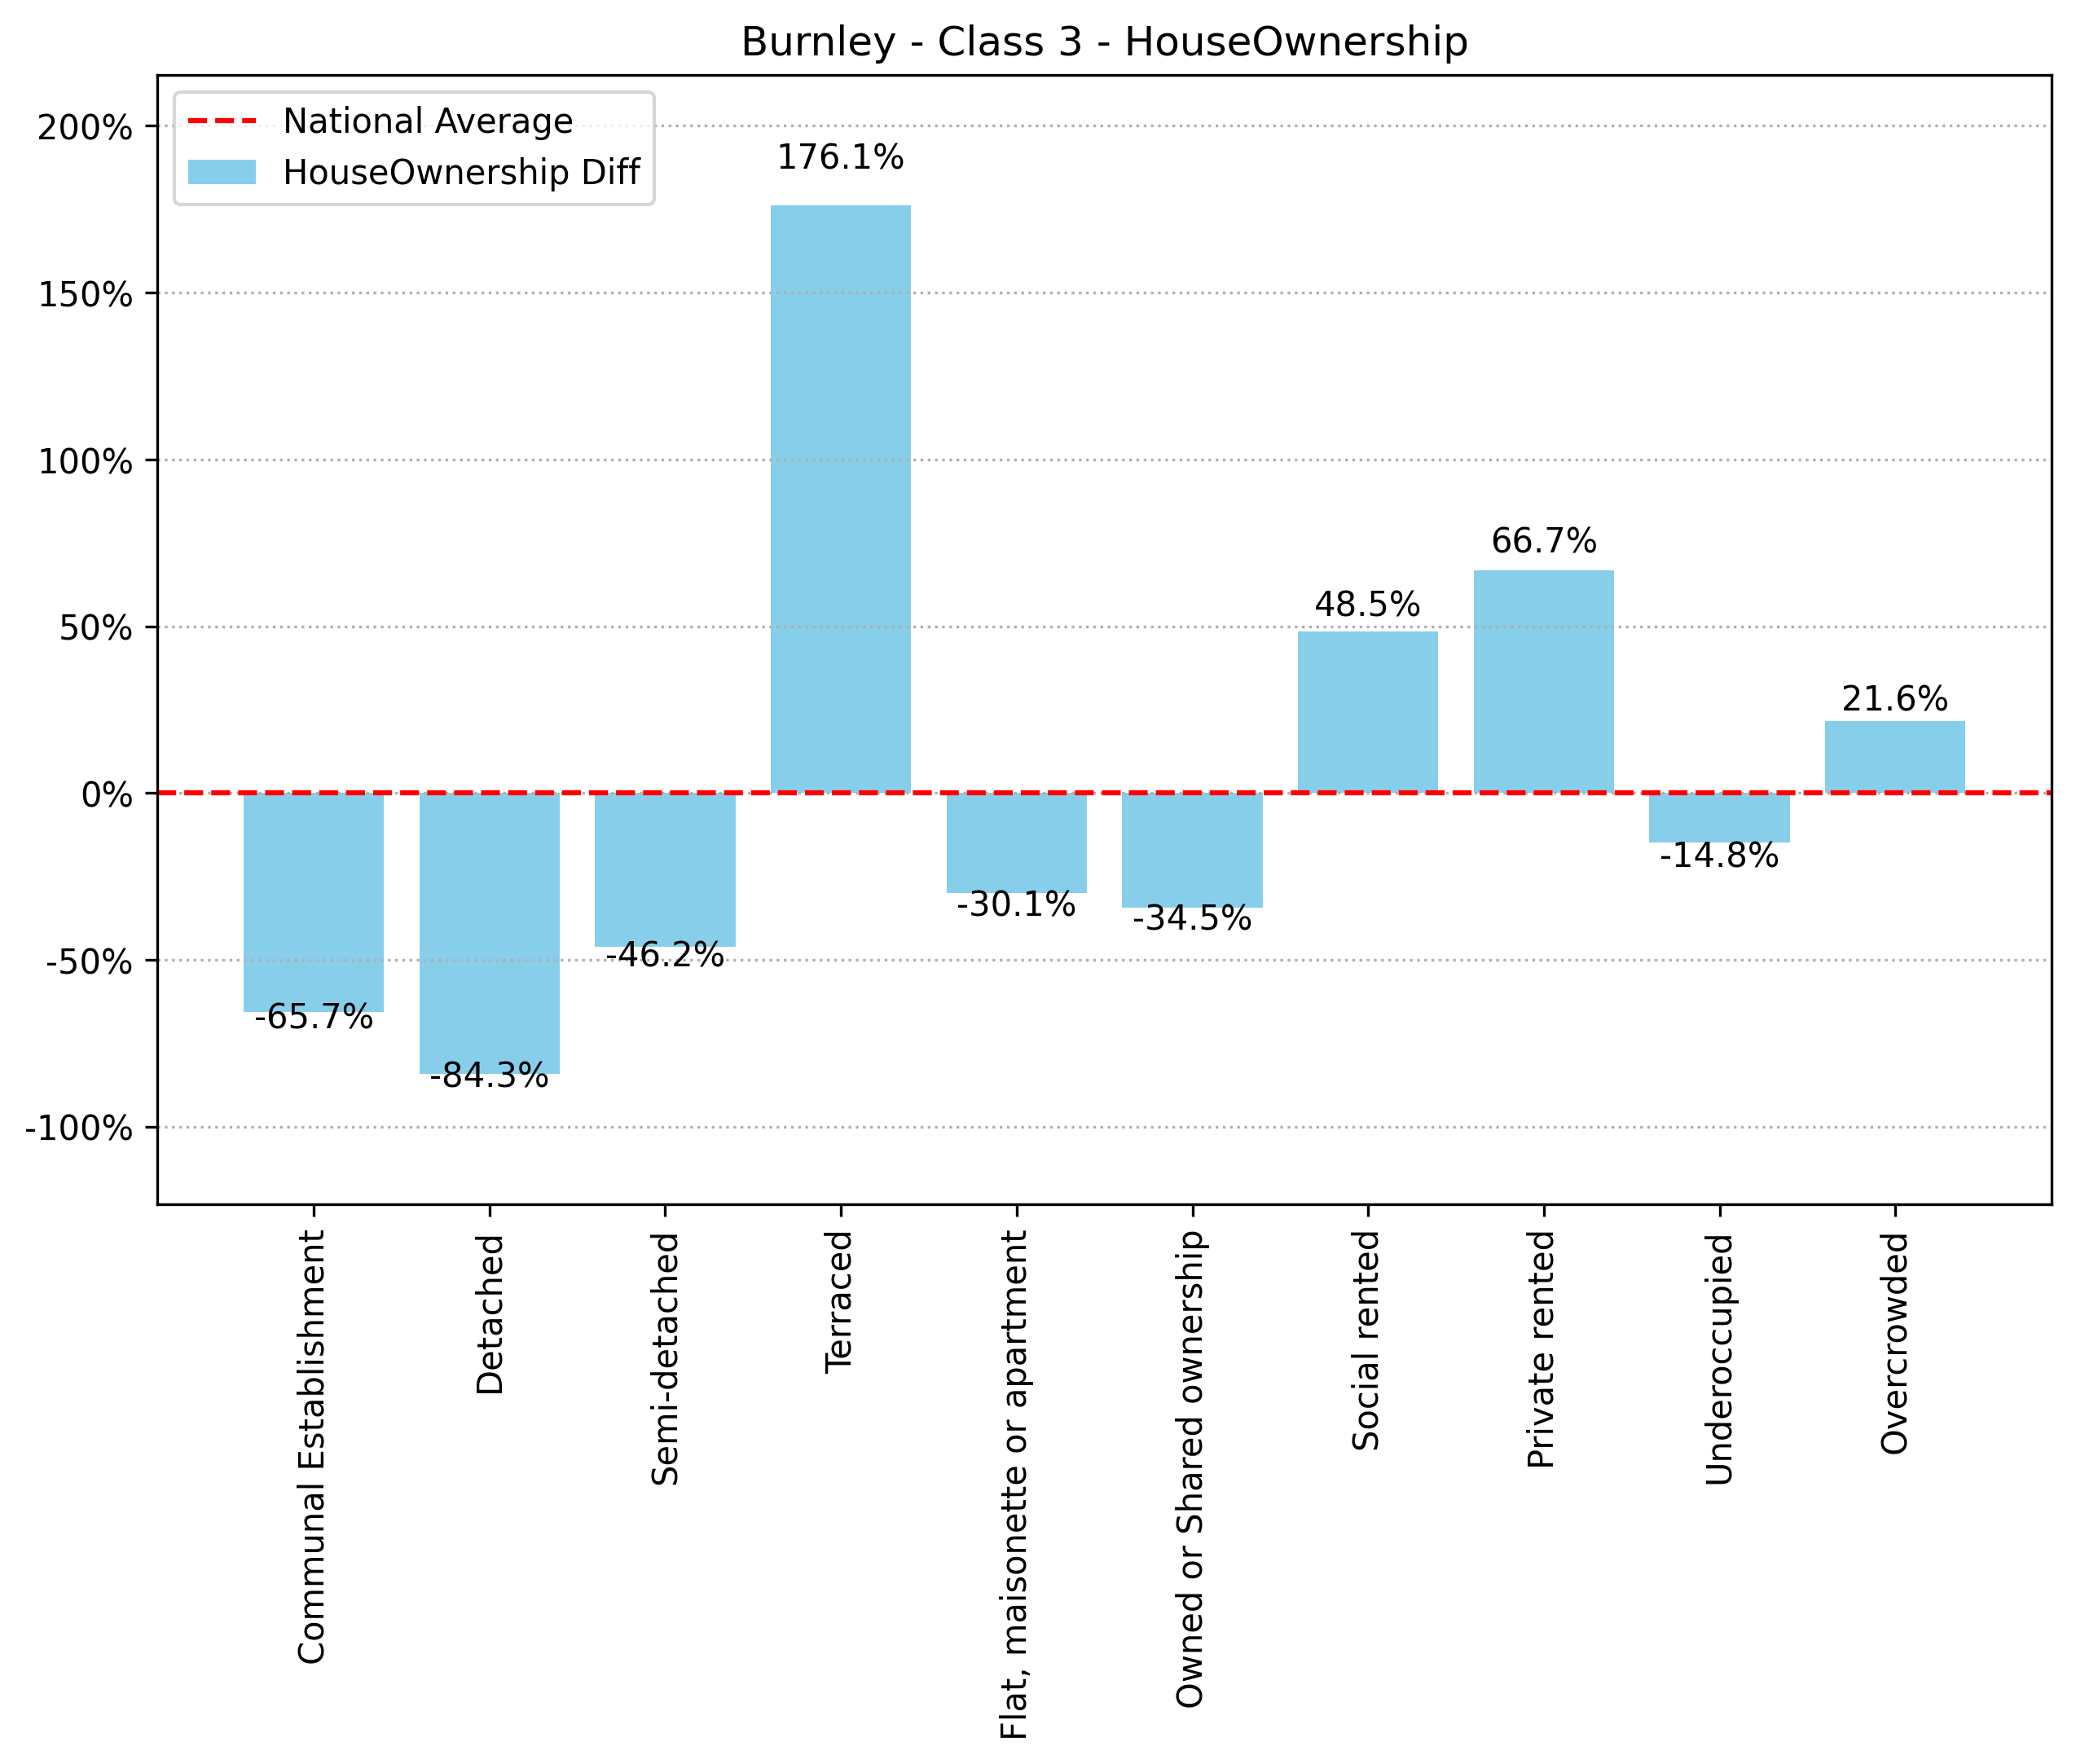 Burnley - Class 3 - HouseOwnership
National Average
HouseOwnership Diff
200%
150%
100%
50%
0%
-50%
-100%
-65.7%
-84.3%
-46.2%
176.1%
-30.1%
-34.5%
48.5%
66.7%
-14.8%
21.6%
Communal Establishment
Detached
Semi-detached
Terraced
Flat, maisonette or apartment
Owned or Shared ownership
Social rented
Private rented
Underoccupied
Overcrowded